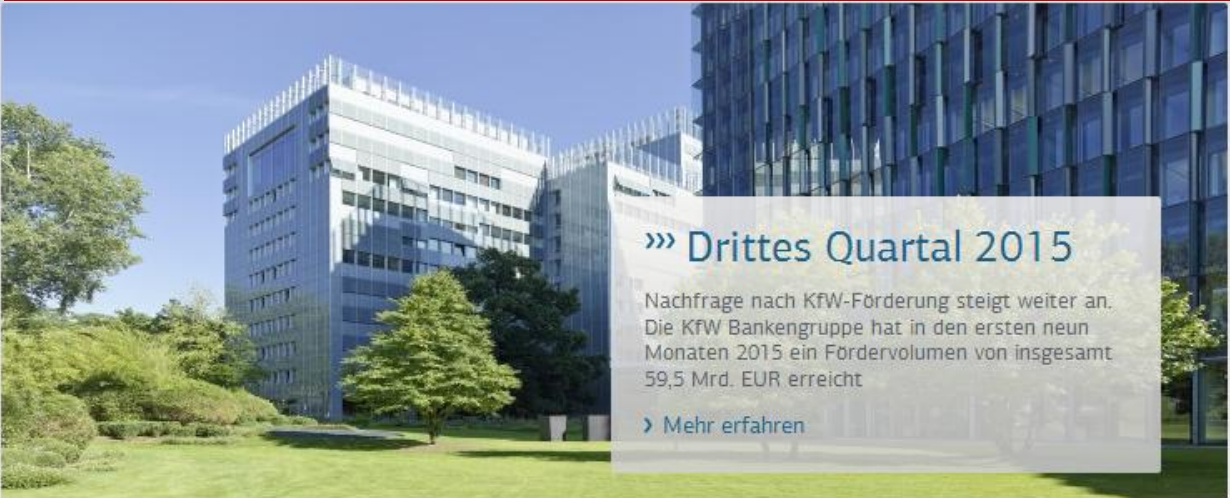 ››› Drittes Quartal 2015
Nachfrage nach KfW-Förderung steigt weiter an.
Die KfW Bankengruppe hat in den ersten neun
Monaten 2015 ein Fördervolumen von insgesamt
59,5 Mrd. EUR erreicht
› Mehr erfahren